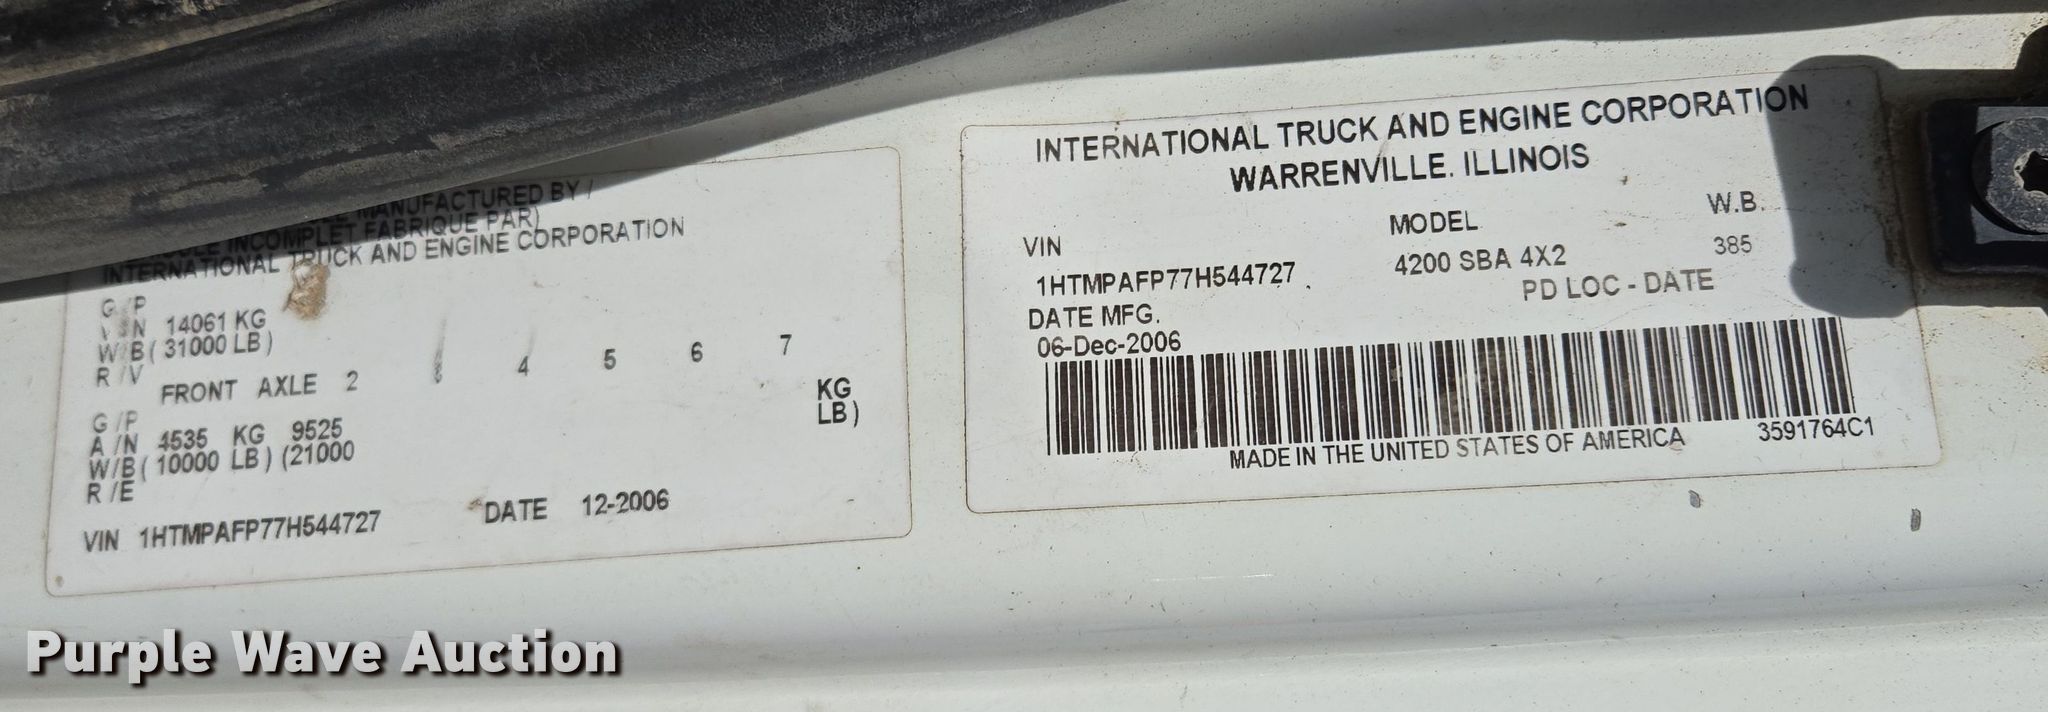 MANUFACTURED BY /
INCOMPLET FABRIQUE PAR)
INTERNATIONAL TRUCK AND ENGINE CORPORATION
G /P
N 14061 KG
W/B ( 31000 LB )
R /V
FRONT AXLE 2 4 5 6 7
G /P
A /N 4535 KG 9525 KG
W/B ( 10000 LB ) (21000 LB )
R /E
VIN 1HTMPAFP77H544727 DATE 12-2006
INTERNATIONAL TRUCK AND ENGINE CORPORATION
WARRENVILLE. ILLINOIS
VIN MODEL W.B.
1HTMPAFP77H544727 4200 SBA 4X2 385
DATE MFG. PD LOC - DATE
06-Dec-2006
MADE IN THE UNITED STATES OF AMERICA 3591764C1
Purple Wave Auction